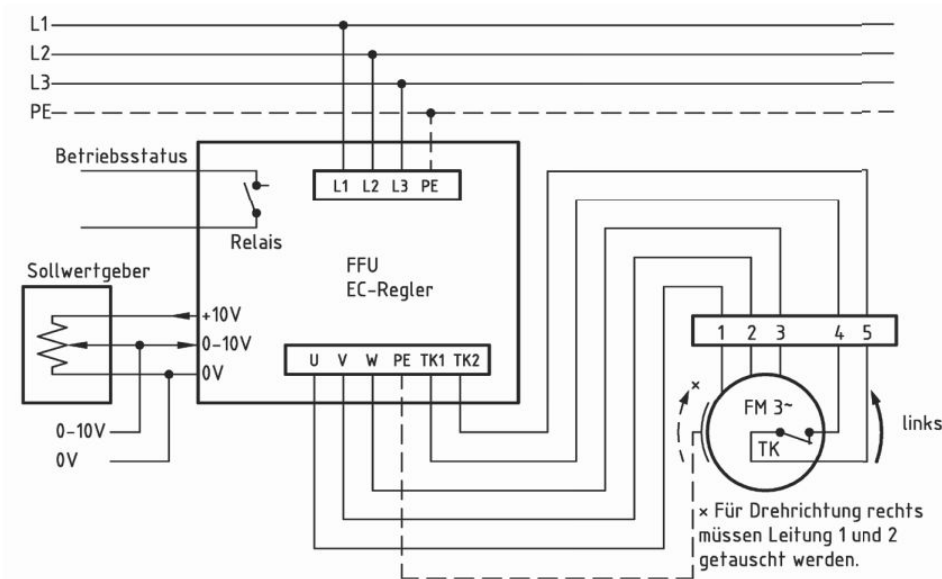 L1
L2
L3
PE
Betriebsstatus
L1 L2 L3 PE
Relais
FFU
EC-Regler
Sollwertgeber
+10V
0-10V
0V
U V W PE TK1 TK2
1 2 3 4 5
×
FM 3~
TK
links
0-10V
0V
× Für Drehrichtung rechts
müssen Leitung 1 und 2
getauscht werden.